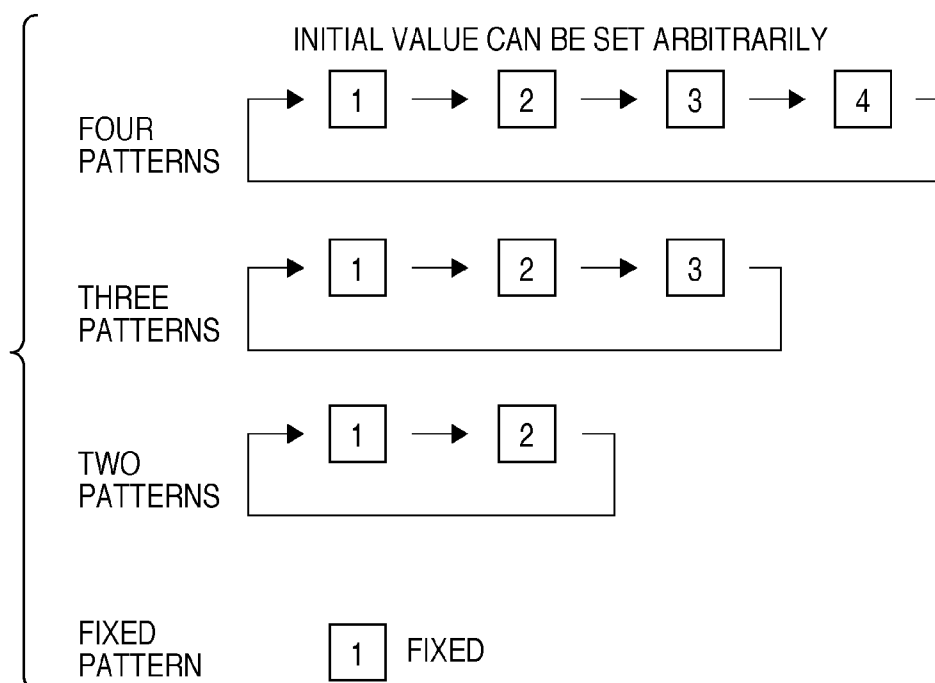 INITIAL VALUE CAN BE SET ARBITRARILY
FOUR
PATTERNS
1 2 3 4
THREE
PATTERNS
1 2 3
TWO
PATTERNS
1 2
FIXED
PATTERN
1 FIXED